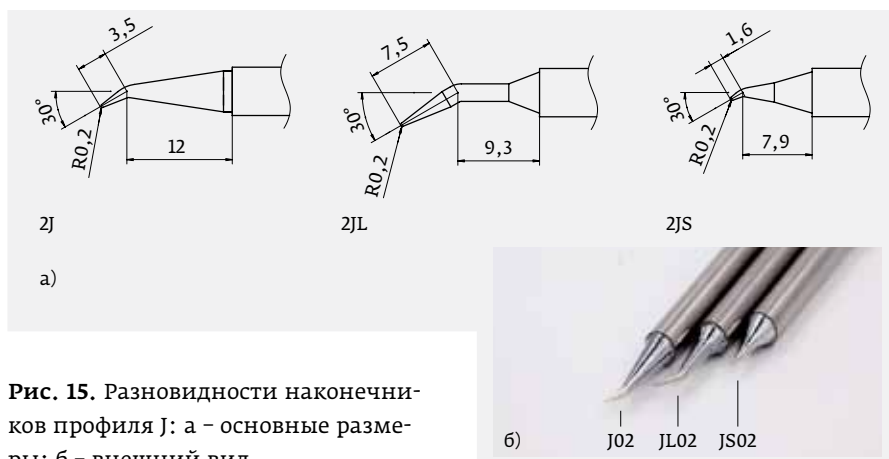 3,5
30°
R0,2
12
2J
7,5
30°
R0,2
9,3
2JL
1,6
30°
R0,2
7,9
2JS
а)
б)
J02 JL02 JS02
Рис. 15. Разновидности наконечни-
ков профиля J: а – основные разме-
ры; б – внешний вид